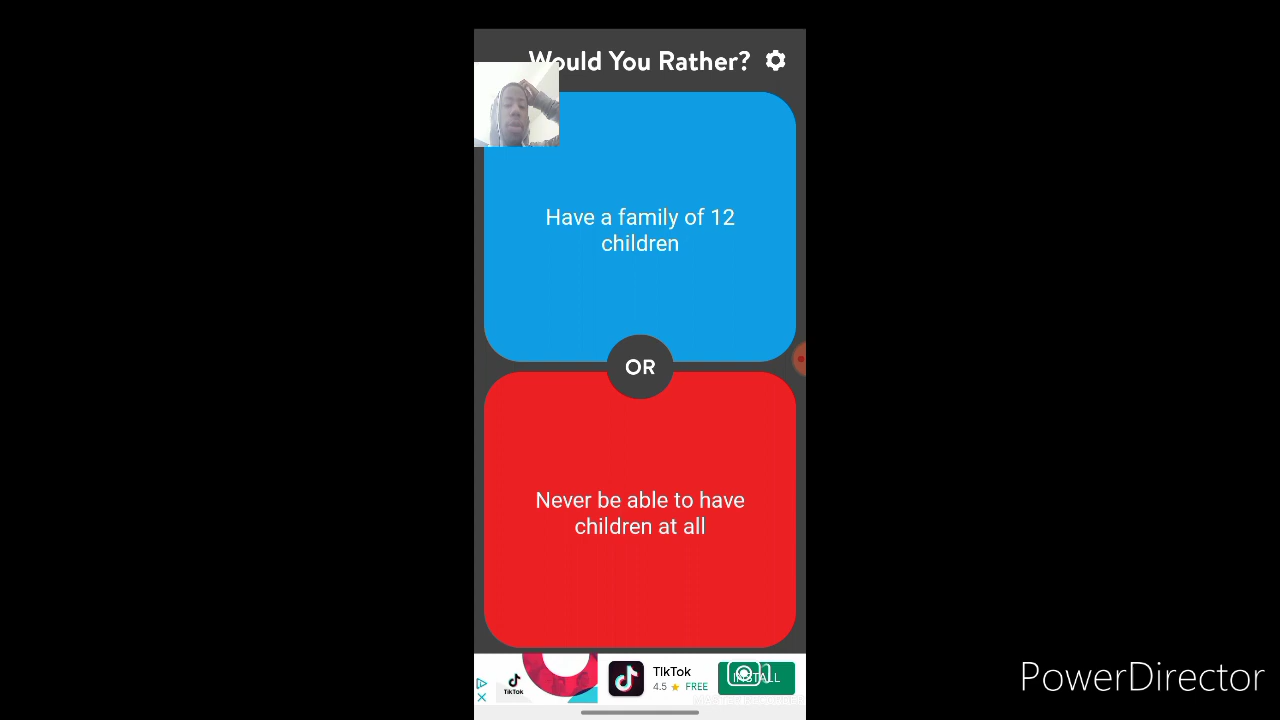 Would You Rather?
Have a family of 12
children
OR
Never be able to have
children at all
TikTok
TikTok
4.5 ★ FREE
INSTALL
PowerDirector